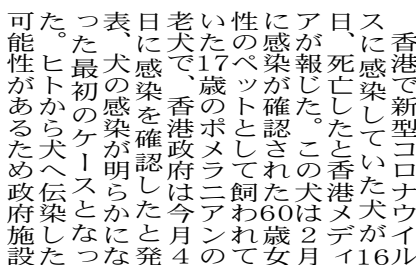 香港で新型コロナウイル
スに感染していた犬が16
日、死亡したと香港メディ
アが報じた。この犬は２月
に感染が確認された60歳女
性のペットとして飼われて
いた17歳のポメラニアンの
老犬で、香港政府は今月４
日に感染を確認したと発
表、犬の感染が明らかにな
った最初のケースとなっ
た。ヒトから犬へ伝染した
可能性があるため政府施設